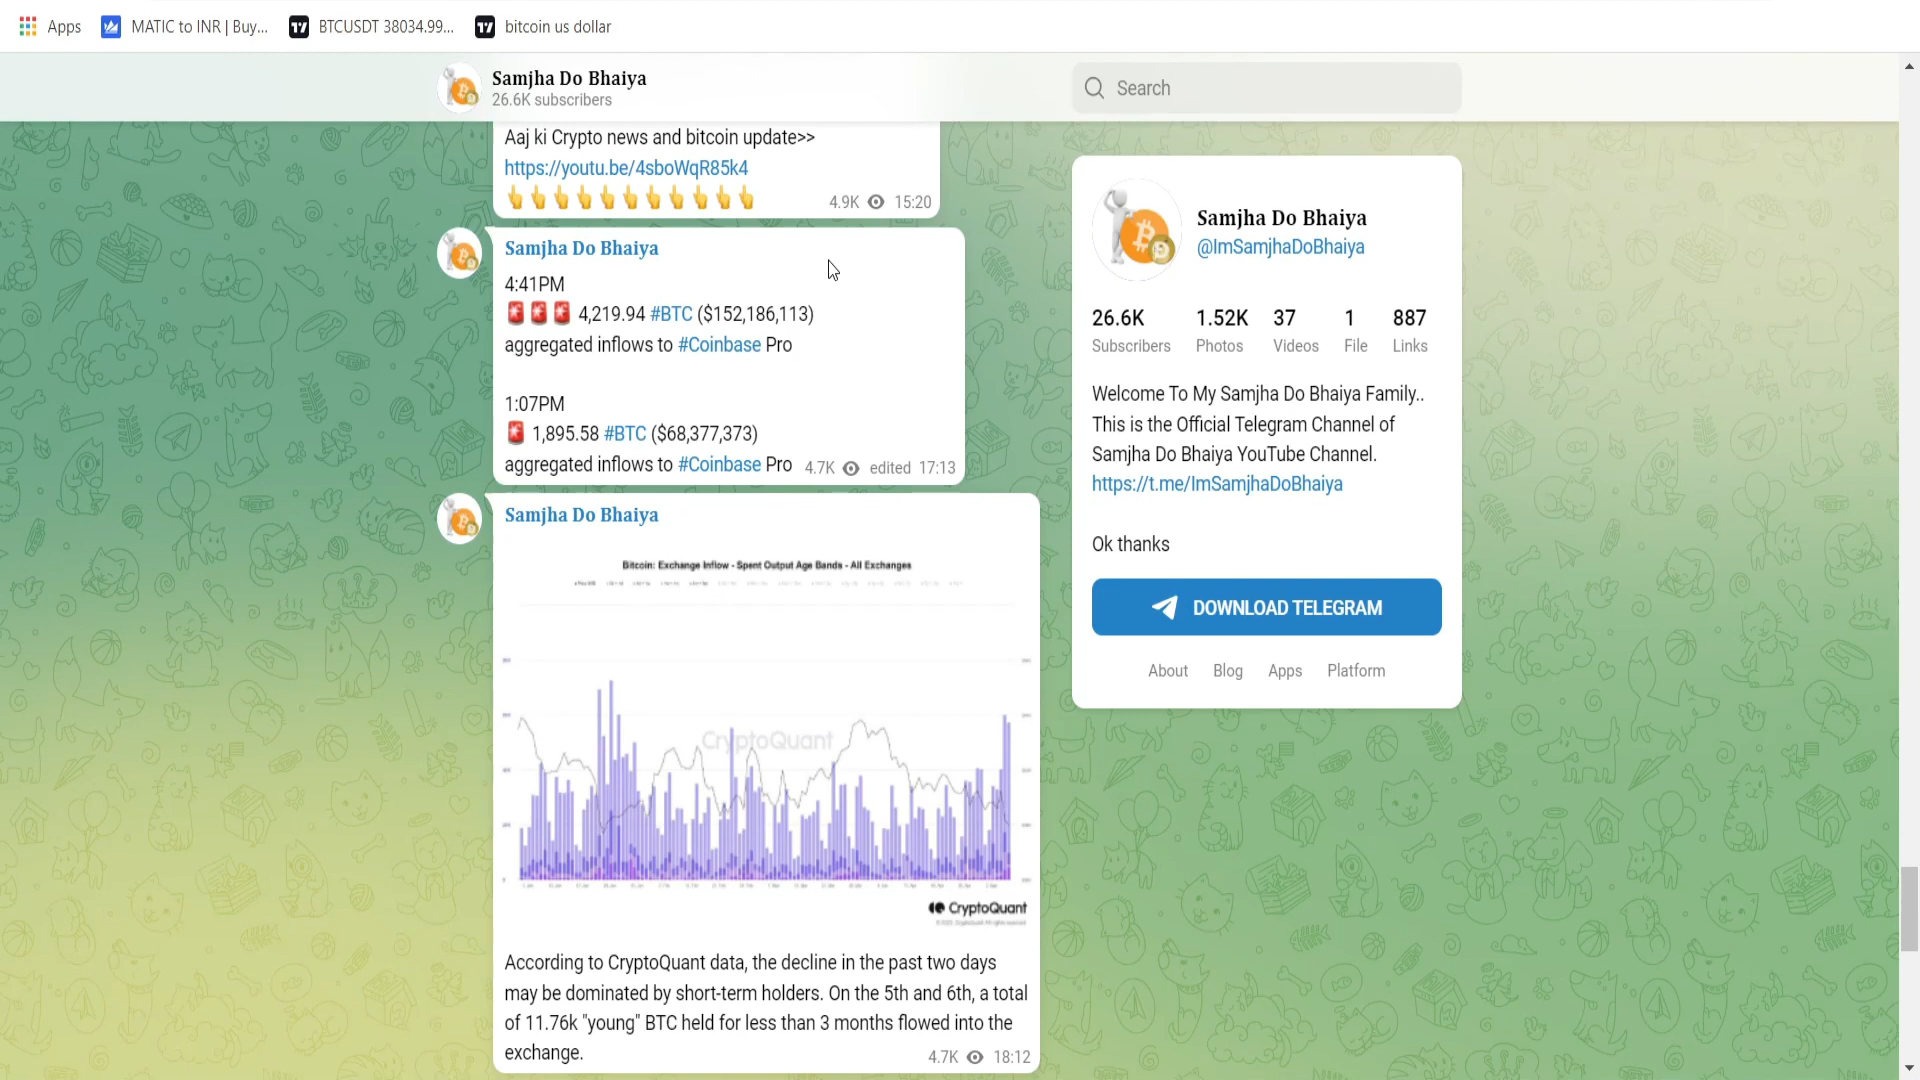 Apps
MATIC to INR | Buy...
BTCUSDT 38034.99...
bitcoin us dollar
Samjha Do Bhaiya
26.6K subscribers
Search
Aaj ki Crypto news and bitcoin update>>
https://youtu.be/4sboWqR85k4
👆👆👆👆👆👆👆👆👆👆👆 4.9K 15:20
Samjha Do Bhaiya
4:41PM
🚨🚨🚨 4,219.94 #BTC ($152,186,113)
aggregated inflows to #Coinbase Pro
1:07PM
🚨 1,895.58 #BTC ($68,377,373)
aggregated inflows to #Coinbase Pro 4.7K edited 17:13
Samjha Do Bhaiya
Bitcoin: Exchange Inflow - Spent Output Age Bands - All Exchanges
CryptoQuant
CryptoQuant
According to CryptoQuant data, the decline in the past two days
may be dominated by short-term holders. On the 5th and 6th, a total
of 11.76k "young" BTC held for less than 3 months flowed into the
exchange. 4.7K 18:12
Samjha Do Bhaiya
@ImSamjhaDoBhaiya
26.6K 1.52K 37 1 887
Subscribers Photos Videos File Links
Welcome To My Samjha Do Bhaiya Family..
This is the Official Telegram Channel of
Samjha Do Bhaiya YouTube Channel.
https://t.me/ImSamjhaDoBhaiya
Ok thanks
DOWNLOAD TELEGRAM
About Blog Apps Platform